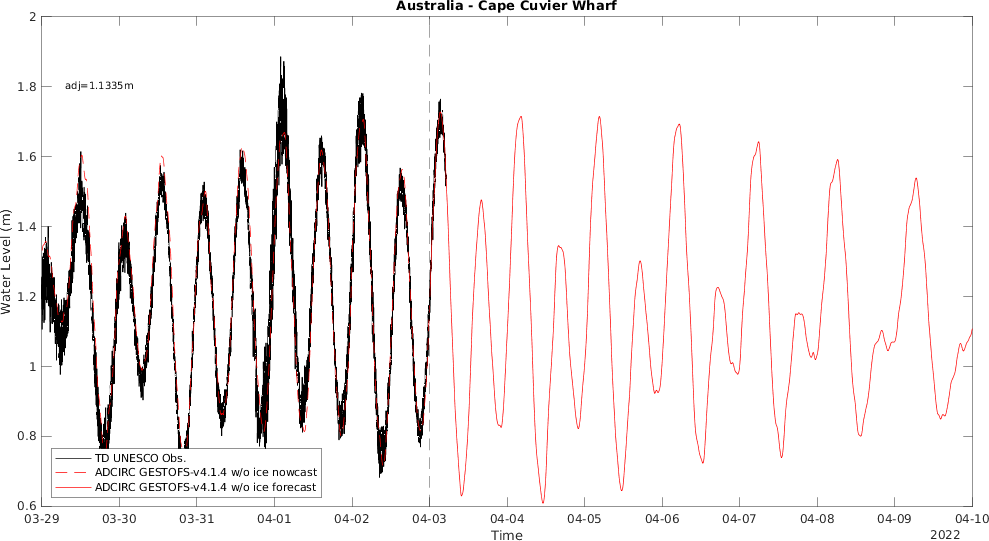 Australia - Cape Cuvier Wharf
2
1.8
1.6
1.4
1.2
1
0.8
0.6
Water Level (m)
adj=1.1335m
TD UNESCO Obs.
ADCIRC GESTOFS-v4.1.4 w/o ice nowcast
ADCIRC GESTOFS-v4.1.4 w/o ice forecast
03-29 03-30 03-31 04-01 04-02 04-03 04-04 04-05 04-06 04-07 04-08 04-09 04-10
Time
2022